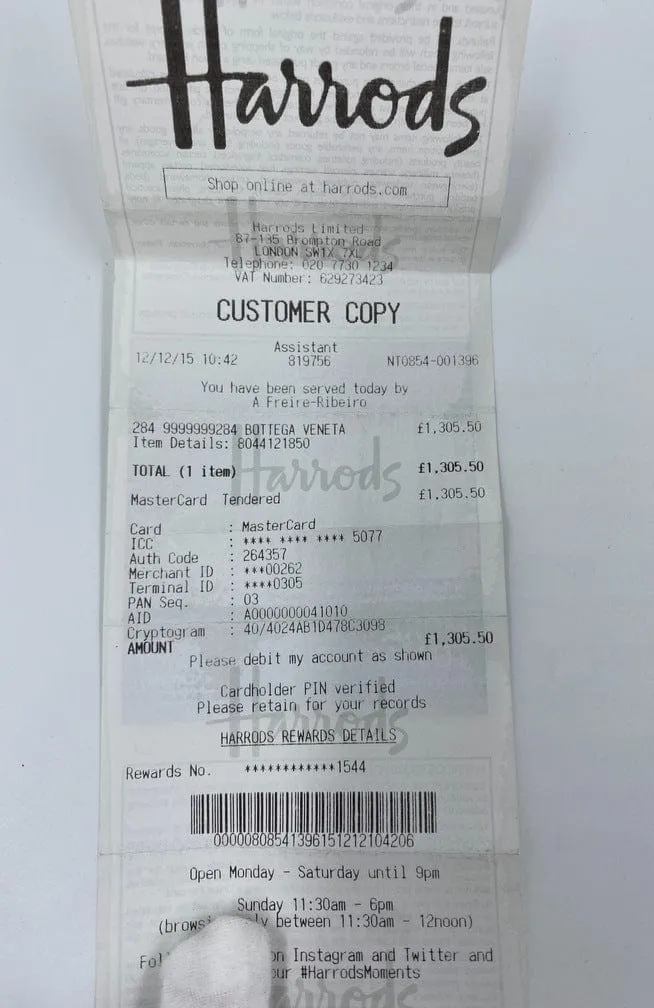 Harrods
Shop online at harrods.com
Harrods Limited
87-135 Brompton Road
LONDON SW1X 7XL
Telephone: 020 7730 1234
VAT Number: 629273423
CUSTOMER COPY
Assistant
12/12/15 10:42 819756 NT0854-001396
You have been served today by
A Freire-Ribeiro
284 9999999284 BOTTEGA VENETA £1,305.50
Item Details: 8044121850
TOTAL (1 item) £1,305.50
MasterCard Tendered £1,305.50
Card : MasterCard
ICC : **** **** **** 5077
Auth Code : 264357
Merchant ID : ***00262
Terminal ID : ****0305
PAN Seq. : 03
AID : A0000000041010
Cryptogram : 40/4024AB1D478C3098
AMOUNT £1,305.50
Please debit my account as shown
Cardholder PIN verified
Please retain for your records
HARRODS REWARDS DETAILS
Rewards No. ************1544
00000808541396151212104206
Open Monday - Saturday until 9pm
Sunday 11:30am - 6pm
between 11:30am - 12noon)
on Instagram and Twitter and
#HarrodsMoments